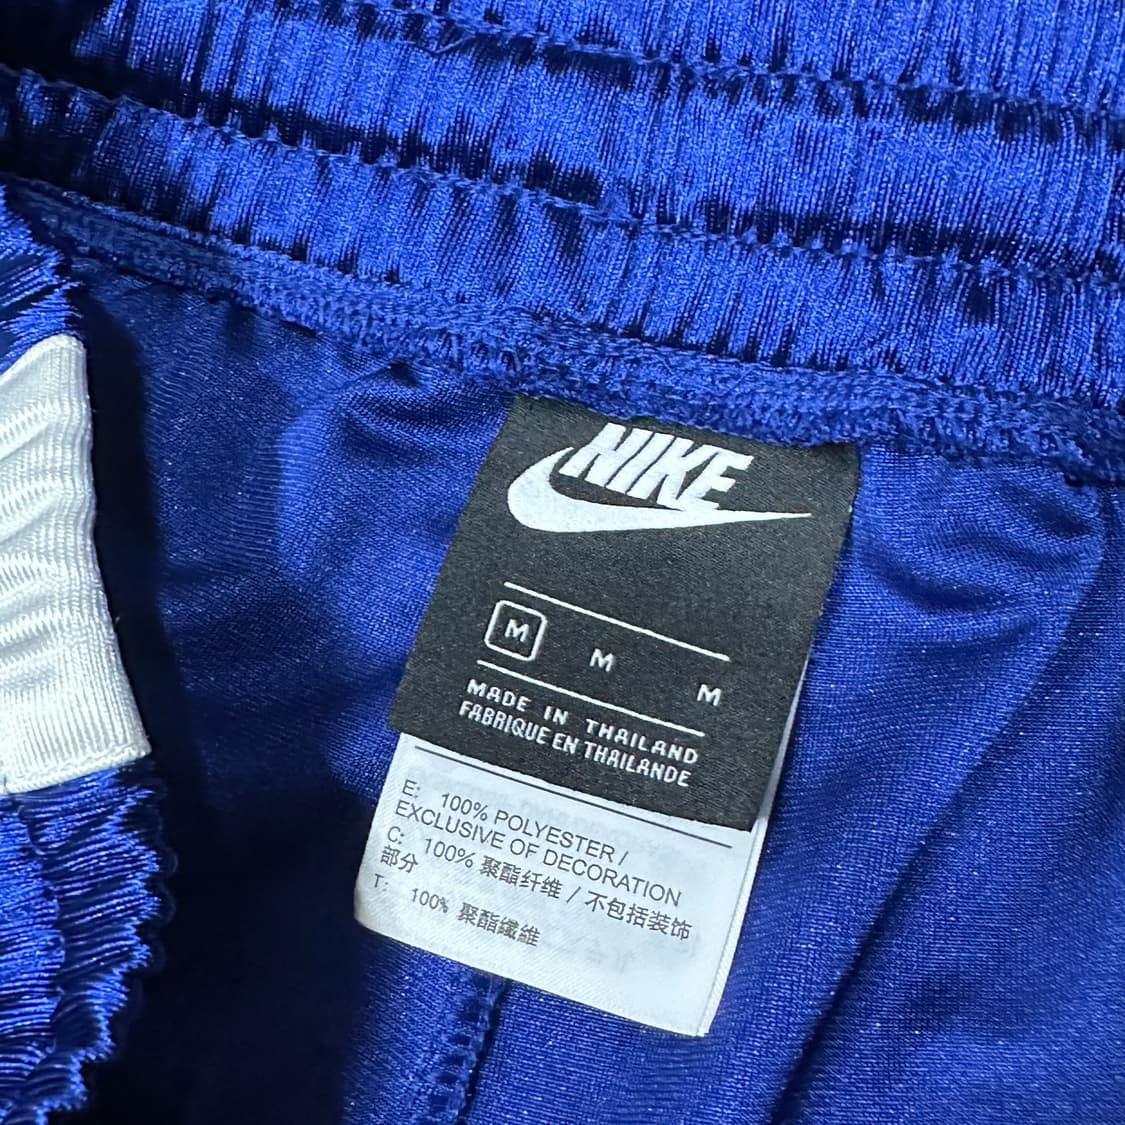 NIKE
M M M
MADE IN THAILAND
FABRIQUE EN THAILANDE
E: 100% POLYESTER /
EXCLUSIVE OF DECORATION
C: 100% 聚酯纤维 / 不包括装饰
部分
T: 100% 聚酯纖維